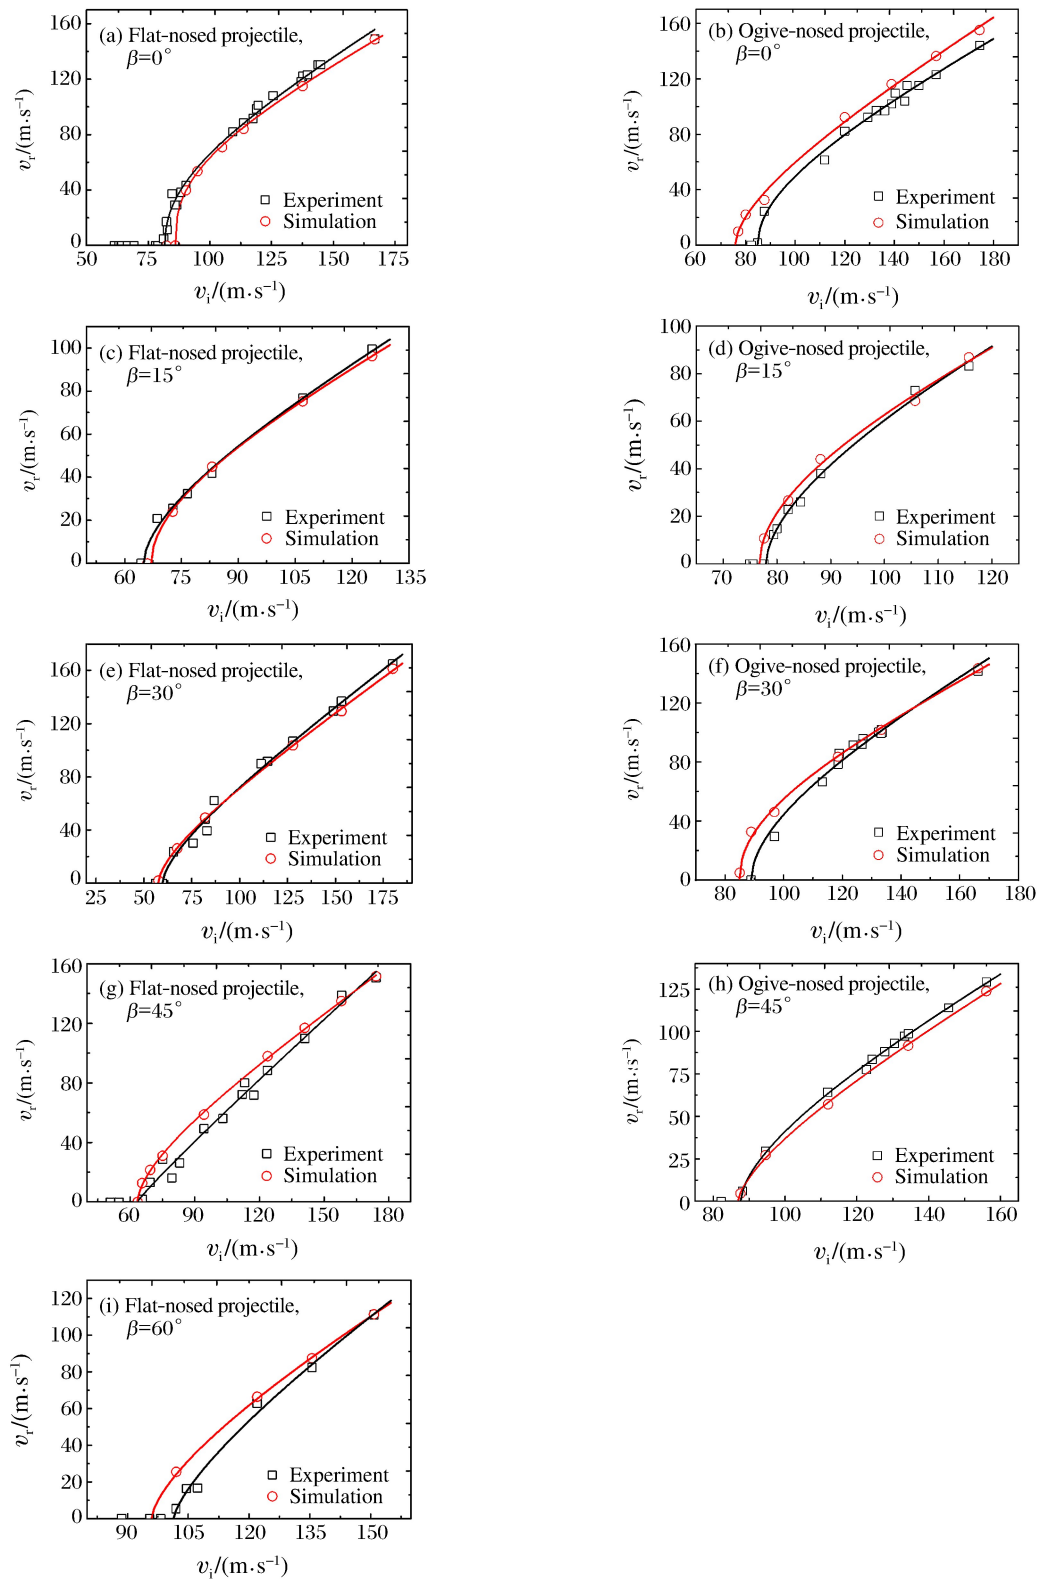 160
120
80
40
0
(a) Flat-nosed projectile,
β=0°
Experiment
Simulation
50
75
100
125
150
175
vᵣ/(m·s⁻¹)
vᵢ/(m·s⁻¹)
160
120
80
40
0
(b) Ogive-nosed projectile,
β=0°
Experiment
Simulation
60
80
100
120
140
160
180
vᵣ/(m·s⁻¹)
vᵢ/(m·s⁻¹)
100
80
60
40
20
0
(c) Flat-nosed projectile,
β=15°
Experiment
Simulation
60
75
90
105
120
135
vᵣ/(m·s⁻¹)
vᵢ/(m·s⁻¹)
100
80
60
40
20
0
(d) Ogive-nosed projectile,
β=15°
Experiment
Simulation
70
80
90
100
110
120
vᵣ/(m·s⁻¹)
vᵢ/(m·s⁻¹)
160
120
80
40
0
(e) Flat-nosed projectile,
β=30°
Experiment
Simulation
25
50
75
100
125
150
175
vᵣ/(m·s⁻¹)
vᵢ/(m·s⁻¹)
160
120
80
40
0
(f) Ogive-nosed projectile,
β=30°
Experiment
Simulation
80
100
120
140
160
180
vᵣ/(m·s⁻¹)
vᵢ/(m·s⁻¹)
160
120
80
40
0
(g) Flat-nosed projectile,
β=45°
Experiment
Simulation
60
90
120
150
180
vᵣ/(m·s⁻¹)
vᵢ/(m·s⁻¹)
125
100
75
50
25
0
(h) Ogive-nosed projectile,
β=45°
Experiment
Simulation
80
100
120
140
160
vᵣ/(m·s⁻¹)
vᵢ/(m·s⁻¹)
120
100
80
60
40
20
0
(i) Flat-nosed projectile,
β=60°
Experiment
Simulation
90
105
120
135
150
vᵣ/(m·s⁻¹)
vᵢ/(m·s⁻¹)